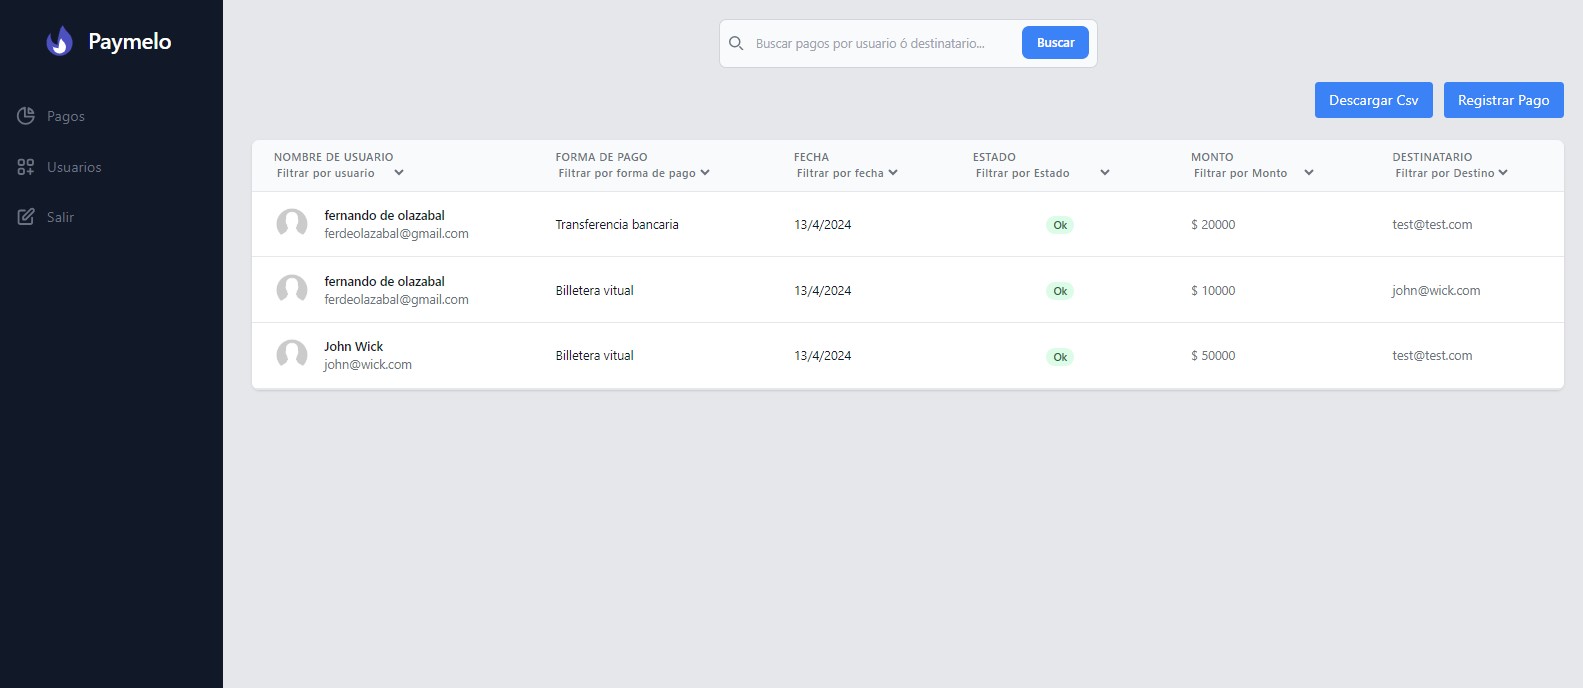 Paymelo
Pagos
Usuarios
Salir
Buscar pagos por usuario ó destinatario... Buscar
Descargar Csv Registrar Pago
NOMBRE DE USUARIO FORMA DE PAGO FECHA ESTADO MONTO DESTINATARIO
Filtrar por usuario Filtrar por forma de pago Filtrar por fecha Filtrar por Estado Filtrar por Monto Filtrar por Destino
fernando de olazabal
ferdeolazabal@gmail.com
Transferencia bancaria 13/4/2024 Ok $ 20000 test@test.com
fernando de olazabal
ferdeolazabal@gmail.com
Billetera vitual 13/4/2024 Ok $ 10000 john@wick.com
John Wick
john@wick.com
Billetera vitual 13/4/2024 Ok $ 50000 test@test.com